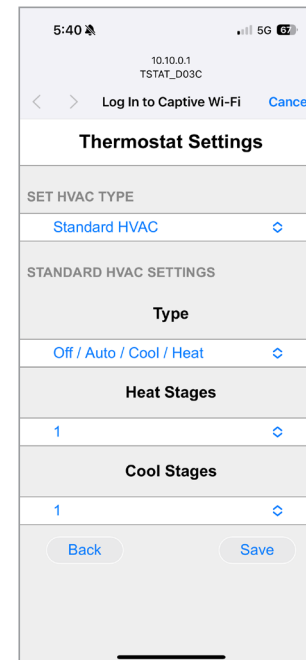 5:40
5G 67
10.10.0.1
TSTAT_D03C
Log In to Captive Wi-Fi Cance
Thermostat Settings
SET HVAC TYPE
Standard HVAC
STANDARD HVAC SETTINGS
Type
Off / Auto / Cool / Heat
Heat Stages
1
Cool Stages
1
Back Save